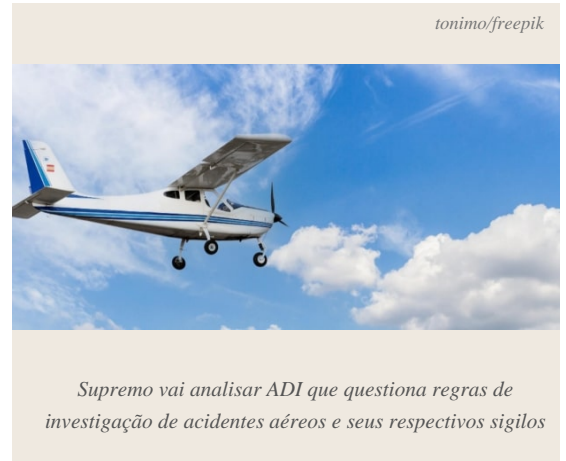 tonimo/freepik
Supremo vai analisar ADI que questiona regras de
investigação de acidentes aéreos e seus respectivos sigilos